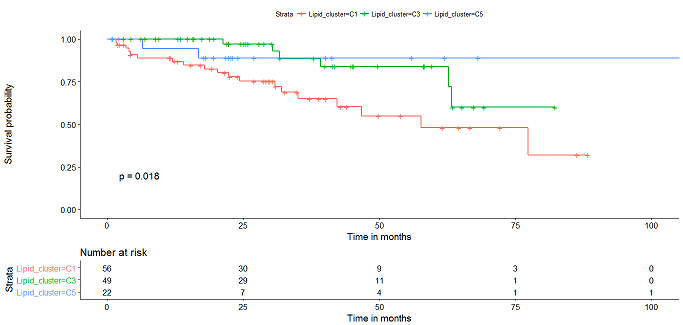 Strata Lipid_cluster=C1 Lipid_cluster=C3 Lipid_cluster=C5
Survival probability
1.00
0.75
0.50
0.25
0.00
p = 0.018
0 25 50 75 100
Time in months
Number at risk
Strata
Lipid_cluster=C1 56 30 9 3 0
Lipid_cluster=C3 49 29 11 1 0
Lipid_cluster=C5 22 7 4 1 1
0 25 50 75 100
Time in months